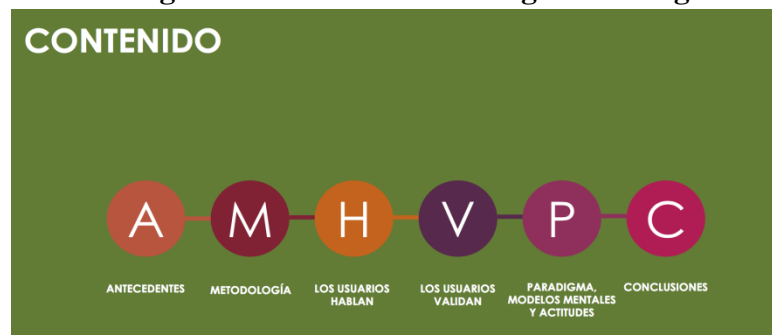 CONTENIDO
A M H V P C
ANTECEDENTES
METODOLOGÍA
LOS USUARIOS
HABLAN
LOS USUARIOS
VALIDAN
PARADIGMA,
MODELOS MENTALES
Y ACTITUDES
CONCLUSIONES